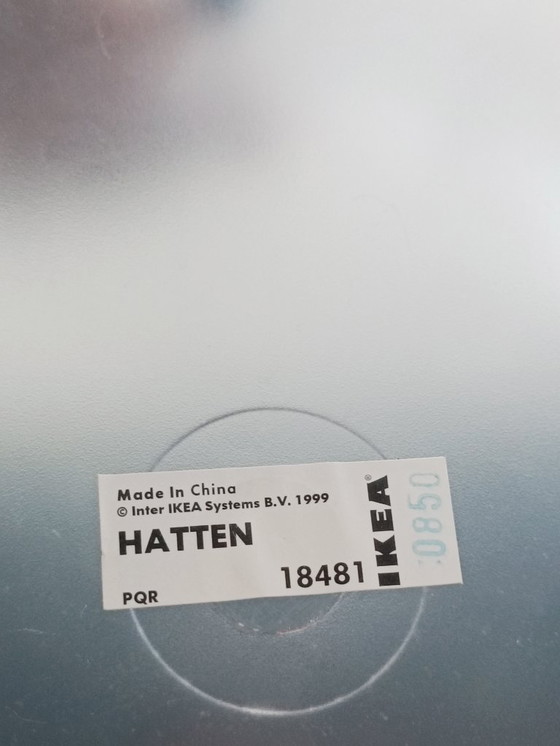 Made In China
© Inter IKEA Systems B.V. 1999
HATTEN
18481
PQR
IKEA®
:0850